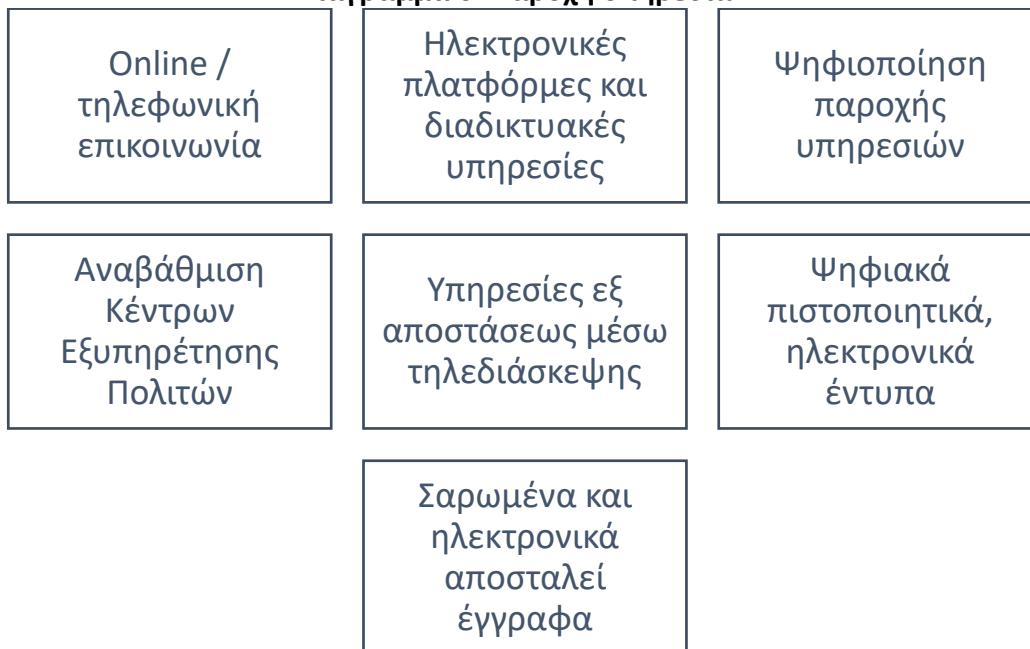 Online /
τηλεφωνική
επικοινωνία
Ηλεκτρονικές
πλατφόρμες και
διαδικτυακές
υπηρεσίες
Ψηφιοποίηση
παροχής
υπηρεσιών
Αναβάθμιση
Κέντρων
Εξυπηρέτησης
Πολιτών
Υπηρεσίες εξ
αποστάσεως μέσω
τηλεδιάσκεψης
Ψηφιακά
πιστοποιητικά,
ηλεκτρονικά
έντυπα
Σαρωμένα και
ηλεκτρονικά
αποσταλεί
έγγραφα